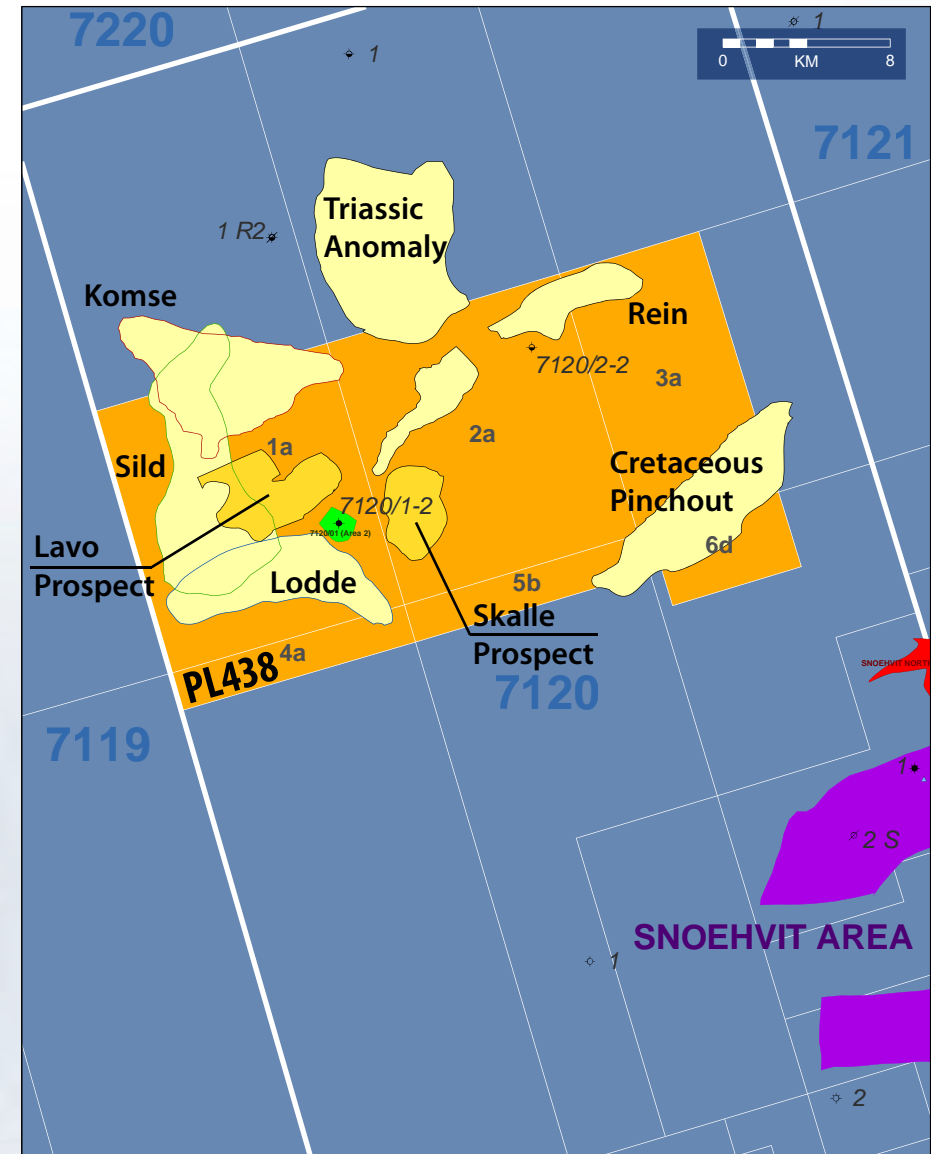 7220
1
1
0 KM 8
7121
Triassic
Anomaly
1 R2
Komse
Rein
7120/2-2
3a
2a
1a
Sild
Cretaceous
Pinchout
7120/1-2
7120/01 (Area 2)
6d
Lavo
Prospect
Lodde
5b
Skalle
Prospect
4a
PL438
SNOEHVIT NORTH
7120
7119
1
2 S
SNOEHVIT AREA
1
2